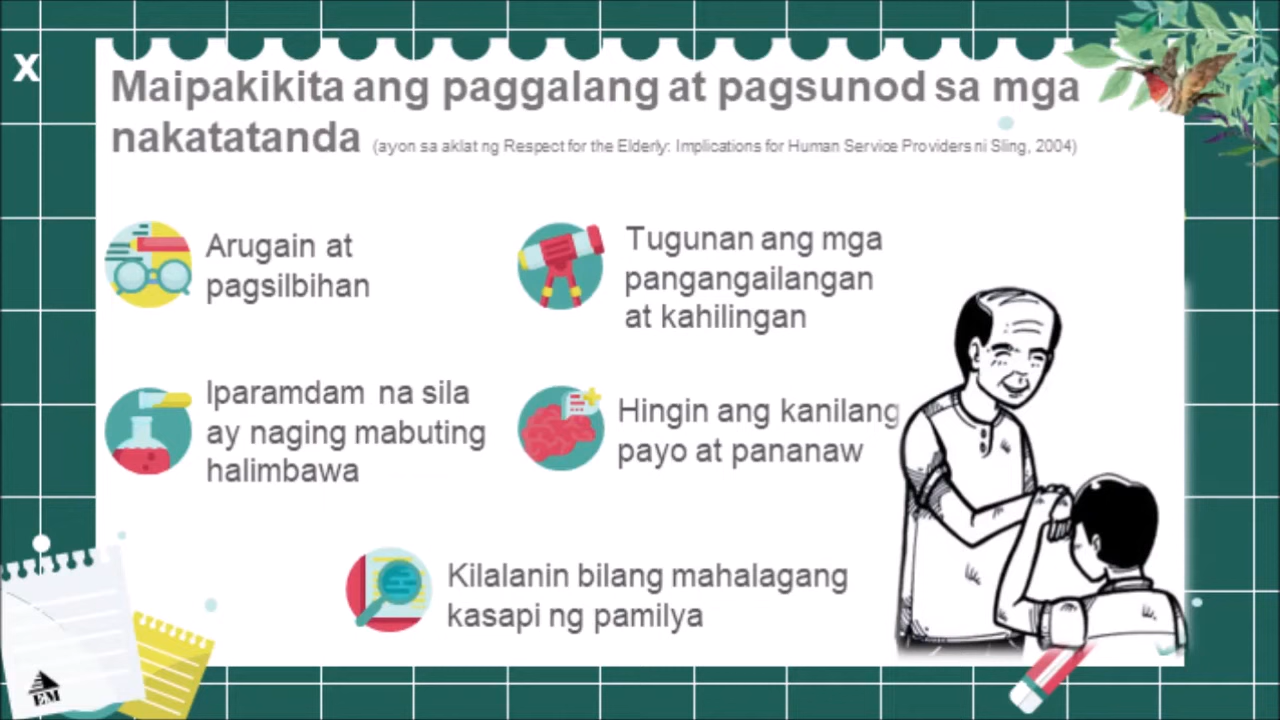 X
Maipakikita ang paggalang at pagsunod sa mga
nakatatanda (ayon sa aklat ng Respect for the Elderly: Implications for Human Service Providers ni Sling, 2004)
Arugain at
pagsilbihan
Tugunan ang mga
pangangailangan
at kahilingan
Iparamdam na sila
ay naging mabuting
halimbawa
Hingin ang kanilang
payo at pananaw
Kilalanin bilang mahalagang
kasapi ng pamilya
EM